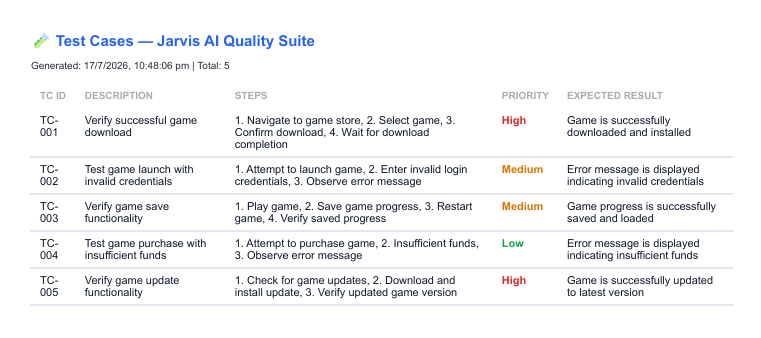 🧪 Test Cases — Jarvis AI Quality Suite
Generated: 17/7/2026, 10:48:06 pm | Total: 5
TC ID DESCRIPTION STEPS PRIORITY EXPECTED RESULT
TC-001 Verify successful game download 1. Navigate to game store, 2. Select game, 3. Confirm download, 4. Wait for download completion High Game is successfully downloaded and installed
TC-002 Test game launch with invalid credentials 1. Attempt to launch game, 2. Enter invalid login credentials, 3. Observe error message Medium Error message is displayed indicating invalid credentials
TC-003 Verify game save functionality 1. Play game, 2. Save game progress, 3. Restart game, 4. Verify saved progress Medium Game progress is successfully saved and loaded
TC-004 Test game purchase with insufficient funds 1. Attempt to purchase game, 2. Insufficient funds, 3. Observe error message Low Error message is displayed indicating insufficient funds
TC-005 Verify game update functionality 1. Check for game updates, 2. Download and install update, 3. Verify updated game version High Game is successfully updated to latest version